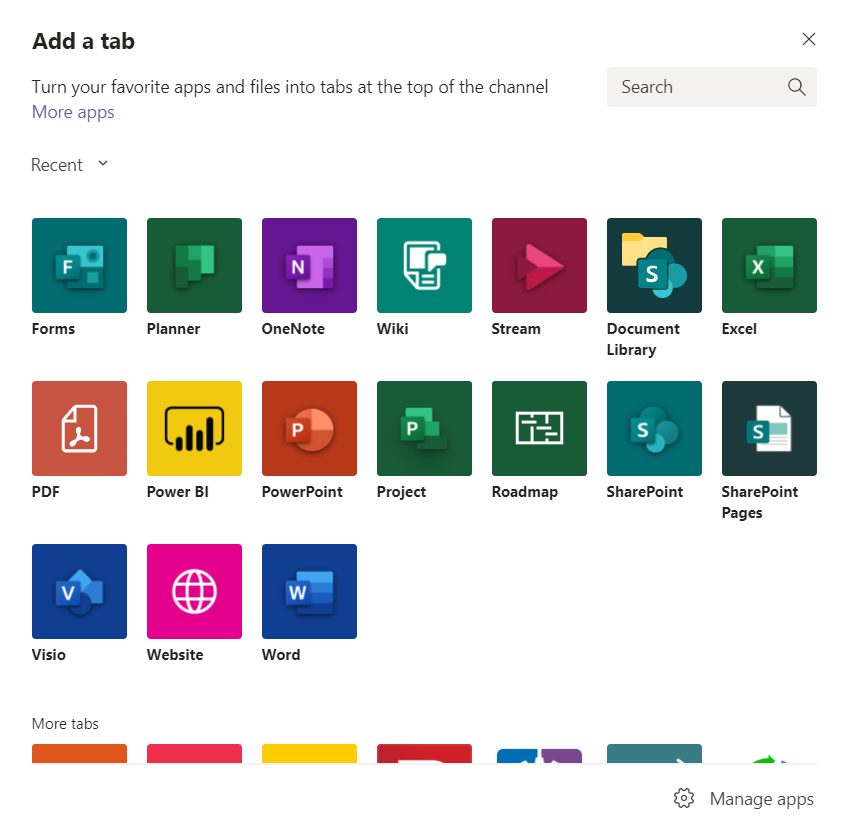 Add a tab
Turn your favorite apps and files into tabs at the top of the channel
More apps
Search
Recent
F
N
S
X
Forms
Planner
OneNote
Wiki
Stream
Document
Library
Excel
P
P
S
S
PDF
Power BI
PowerPoint
Project
Roadmap
SharePoint
SharePoint
Pages
V
W
Visio
Website
Word
More tabs
Manage apps